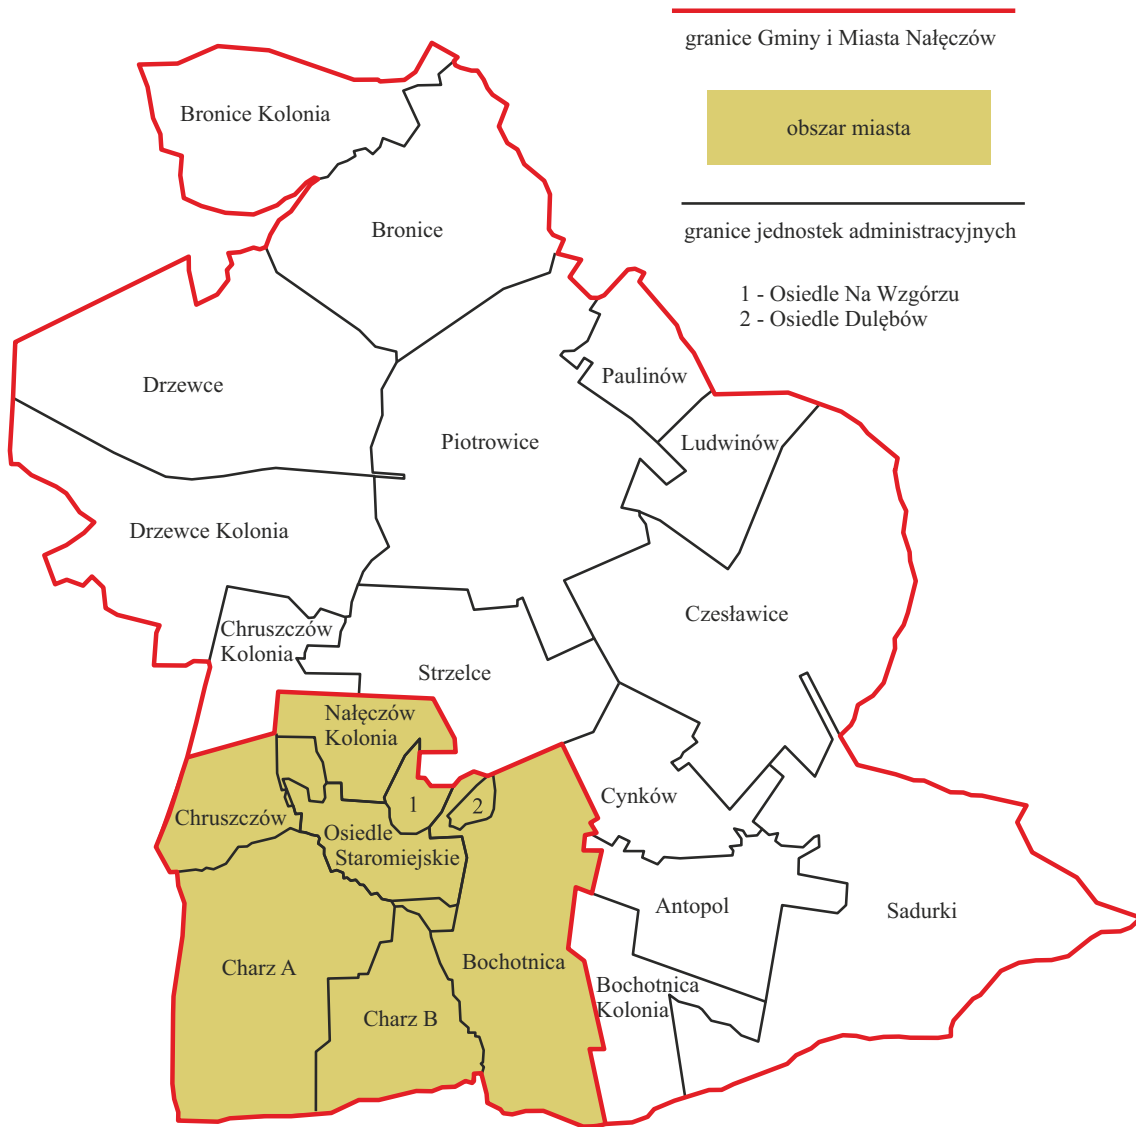 granice Gminy i Miasta Nałęczów
obszar miasta
granice jednostek administracyjnych
1 - Osiedle Na Wzgórzu
2 - Osiedle Dulębów
Bronice Kolonia
Bronice
Drzewce
Paulinów
Piotrowice
Ludwinów
Drzewce Kolonia
Czesławice
Chruszczów
Kolonia
Strzelce
Nałęczów
Kolonia
Cynków
1
2
Chruszczów
Osiedle
Staromiejskie
Antopol
Sadurki
Charz A
Bochotnica
Bochotnica
Kolonia
Charz B